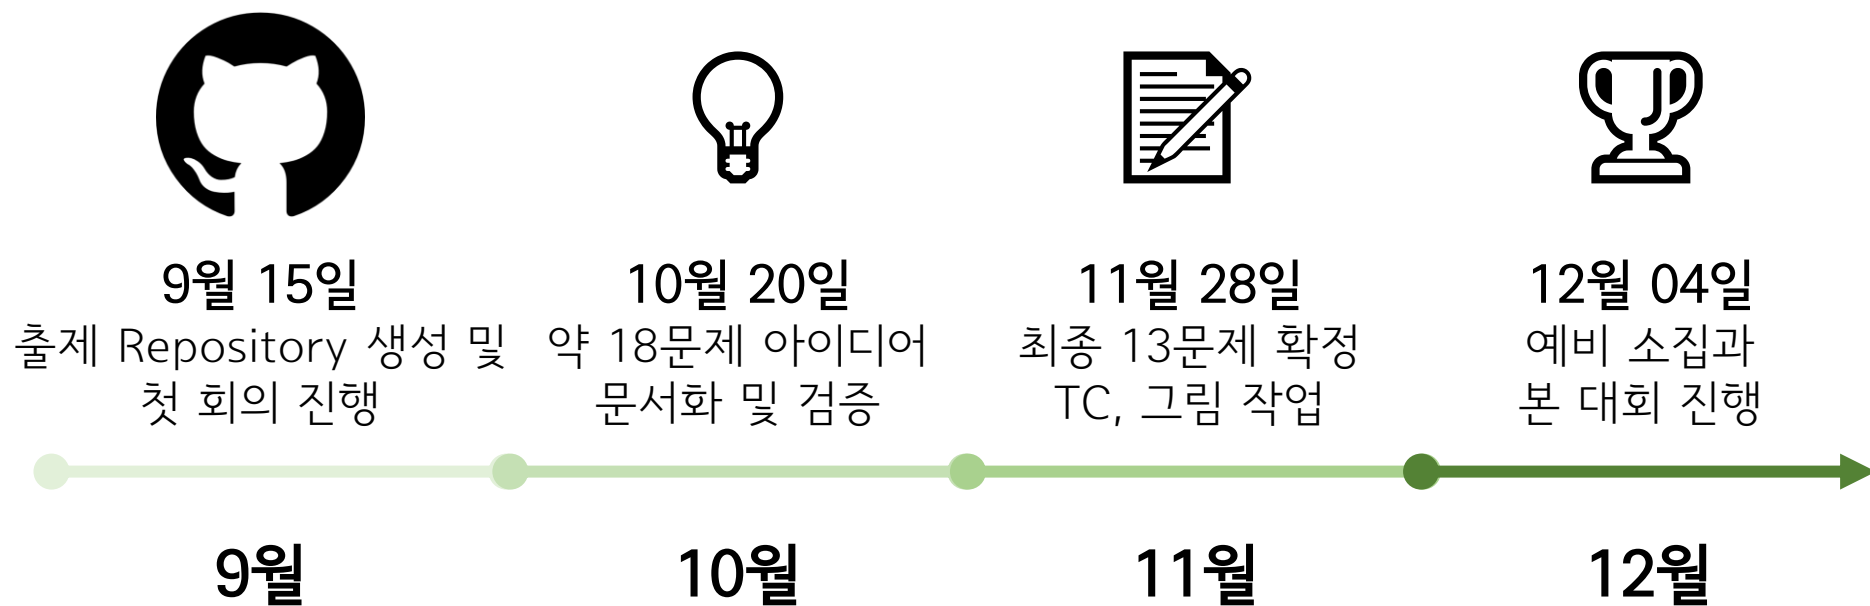 9월 15일
출제 Repository 생성 및
첫 회의 진행
10월 20일
약 18문제 아이디어
문서화 및 검증
11월 28일
최종 13문제 확정
TC, 그림 작업
12월 04일
예비 소집과
본 대회 진행
9월
10월
11월
12월